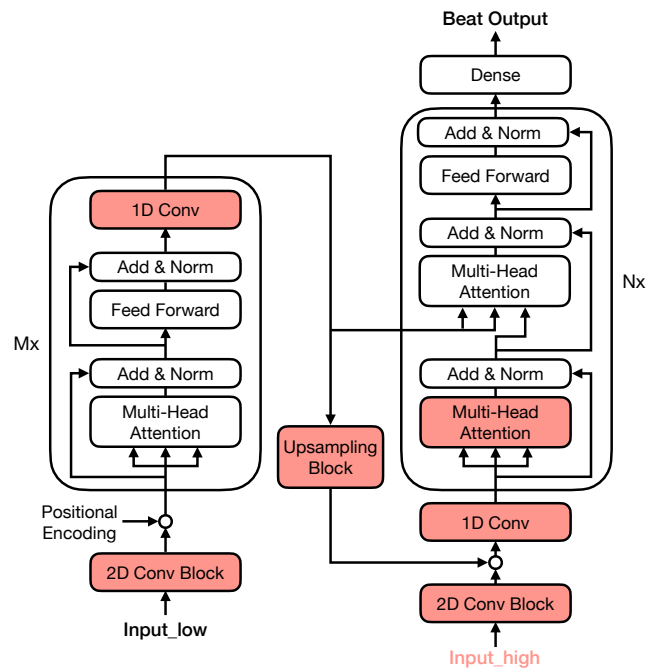 Beat Output
Dense
Add & Norm
Feed Forward
Add & Norm
Multi-Head
Attention
Nx
Add & Norm
Multi-Head
Attention
1D Conv
2D Conv Block
Input_high
1D Conv
Add & Norm
Feed Forward
Mx
Add & Norm
Multi-Head
Attention
Positional
Encoding
2D Conv Block
Input_low
Upsampling
Block